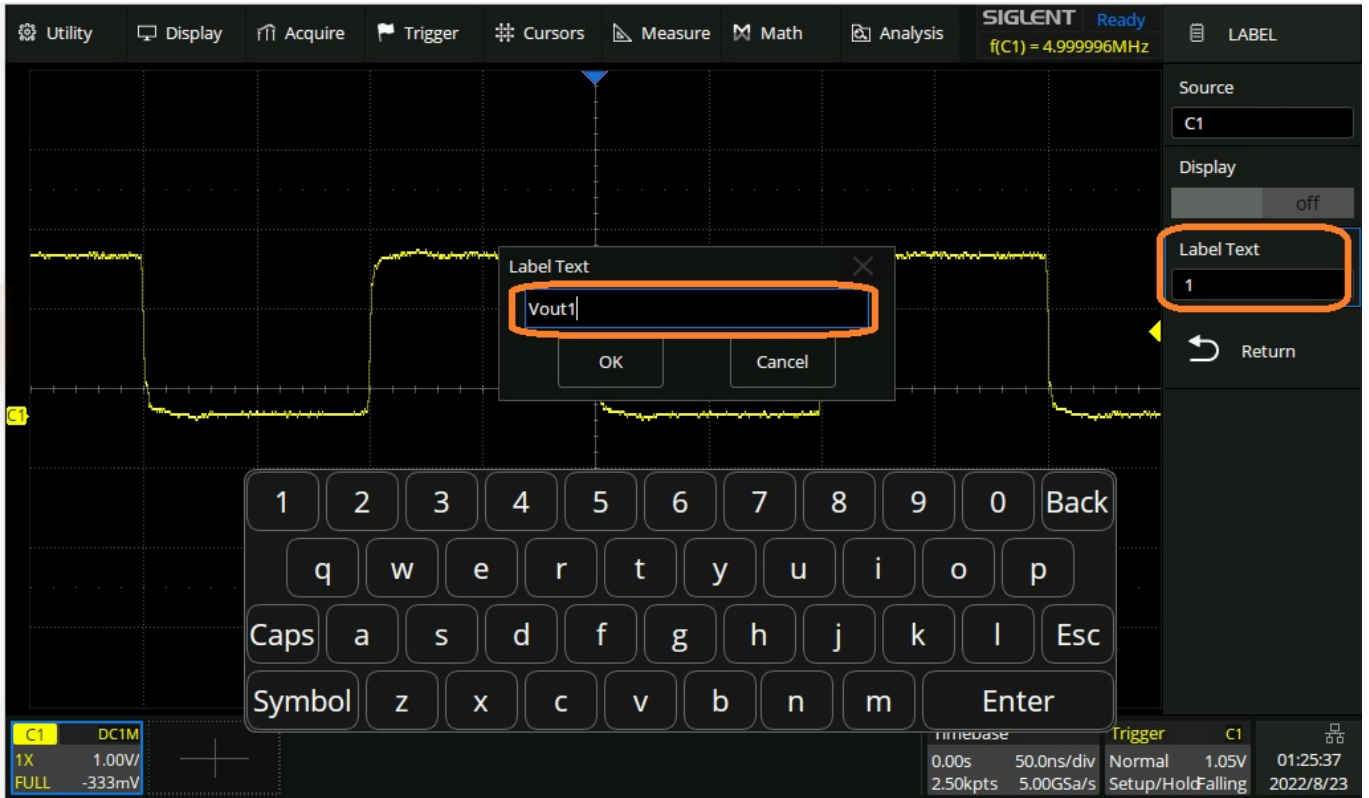 Utility Display Acquire Trigger Cursors Measure Math Analysis
SIGLENT Ready
f(C1) = 4.999996MHz
LABEL
Source
C1
Display
off
Label Text
1
Return
Label Text
Vout1
OK Cancel
C1
1 2 3 4 5 6 7 8 9 0 Back
q w e r t y u i o p
Caps a s d f g h j k l Esc
Symbol z x c v b n m Enter
C1 DC1M
1X 1.00V/
FULL -333mV
Timebase
0.00s 50.0ns/div
2.50kpts 5.00GSa/s
Trigger C1
Normal 1.05V
Setup/Hold Falling
01:25:37
2022/8/23